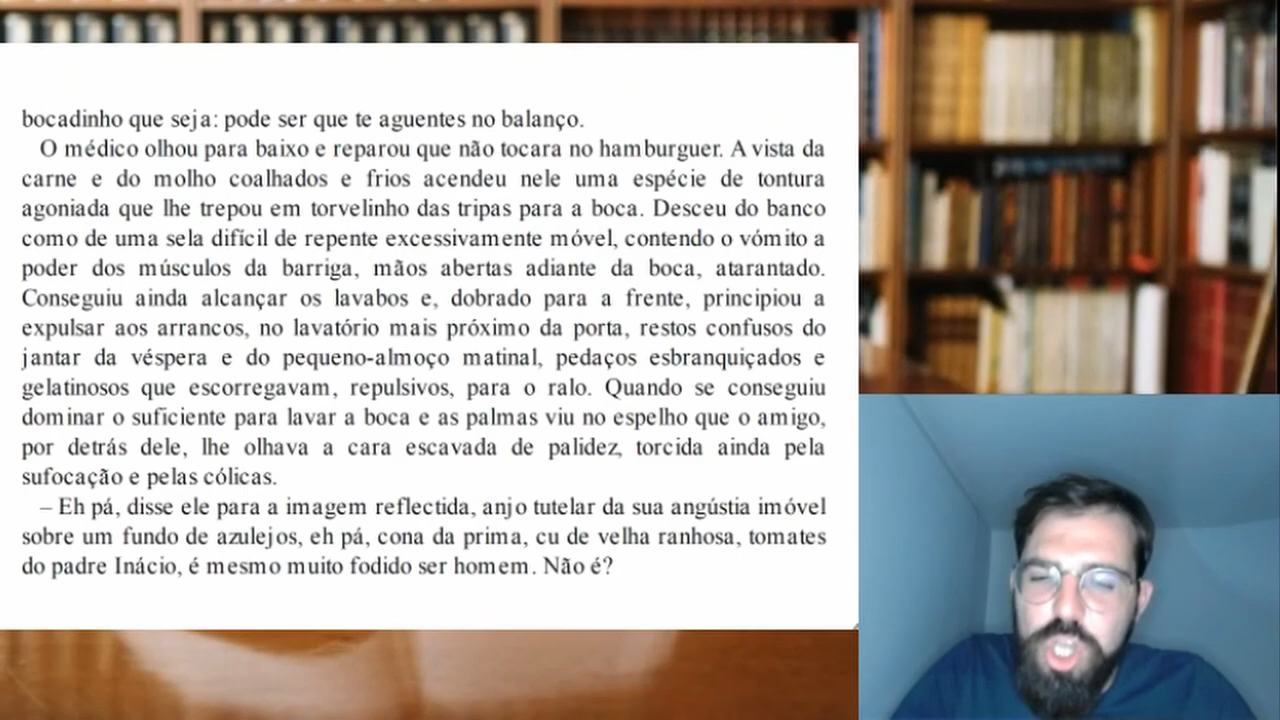 bocadinho que seja: pode ser que te aguentes no balanço.
O médico olhou para baixo e reparou que não tocara no hamburguer. A vista da
carne e do molho coalhados e frios acendeu nele uma espécie de tontura
agoniada que lhe trepou em torvelinho das tripas para a boca. Desceu do banco
como de uma sela difícil de repente excessivamente móvel, contendo o vómito a
poder dos músculos da barriga, mãos abertas adiante da boca, atarantado.
Conseguiu ainda alcançar os lavabos e, dobrado para a frente, principiou a
expulsar aos arrancos, no lavatório mais próximo da porta, restos confusos do
jantar da véspera e do pequeno-almoço matinal, pedaços esbranquiçados e
gelatinosos que escorregavam, repulsivos, para o ralo. Quando se conseguiu
dominar o suficiente para lavar a boca e as palmas viu no espelho que o amigo,
por detrás dele, lhe olhava a cara escavada de palidez, torcida ainda pela
sufocação e pelas cólicas.
– Eh pá, disse ele para a imagem reflectida, anjo tutelar da sua angústia imóvel
sobre um fundo de azulejos, eh pá, cona da prima, cu de velha ranhosa, tomates
do padre Inácio, é mesmo muito fodido ser homem. Não é?